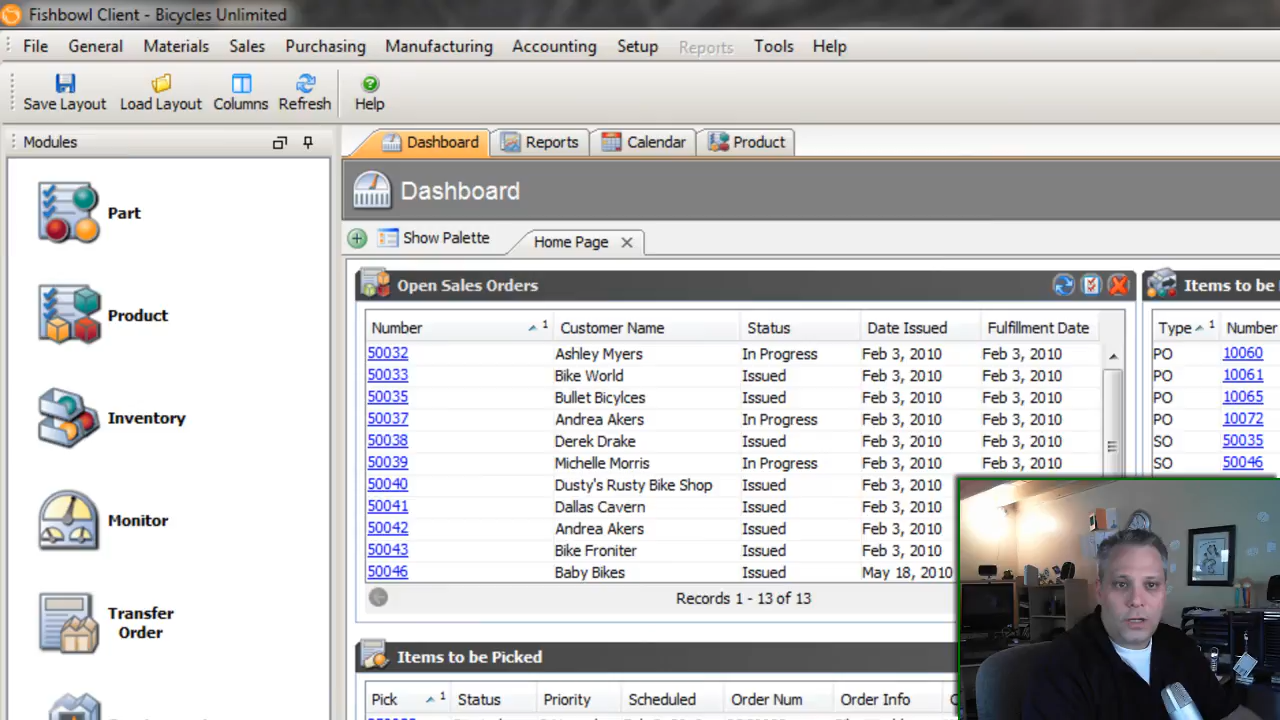 Fishbowl Client - Bicycles Unlimited
File General Materials Sales Purchasing Manufacturing Accounting Setup Reports Tools Help
Save Layout Load Layout Columns Refresh Help
Modules
Dashboard Reports Calendar Product
Part
Dashboard
Show Palette Home Page
Product
Open Sales Orders Items to be
Number 1 Customer Name Status Date Issued Fulfillment Date Type 1 Number
50032 Ashley Myers In Progress Feb 3, 2010 Feb 3, 2010 PO 10060
50033 Bike World Issued Feb 3, 2010 Feb 3, 2010 PO 10061
50035 Bullet Bicylces Issued Feb 3, 2010 Feb 3, 2010 PO 10065
Inventory
50037 Andrea Akers In Progress Feb 3, 2010 Feb 3, 2010 PO 10072
50038 Derek Drake Issued Feb 3, 2010 Feb 3, 2010 SO 50035
50039 Michelle Morris In Progress Feb 3, 2010 Feb 3, 2010 SO 50046
50040 Dusty's Rusty Bike Shop Issued Feb 3, 2010
50041 Dallas Cavern Issued Feb 3, 2010
Monitor
50042 Andrea Akers Issued Feb 3, 2010
50043 Bike Froniter Issued Feb 3, 2010
50046 Baby Bikes Issued May 18, 2010
Records 1 - 13 of 13
Transfer
Order
Items to be Picked
Pick 1 Status Priority Scheduled Order Num Order Info